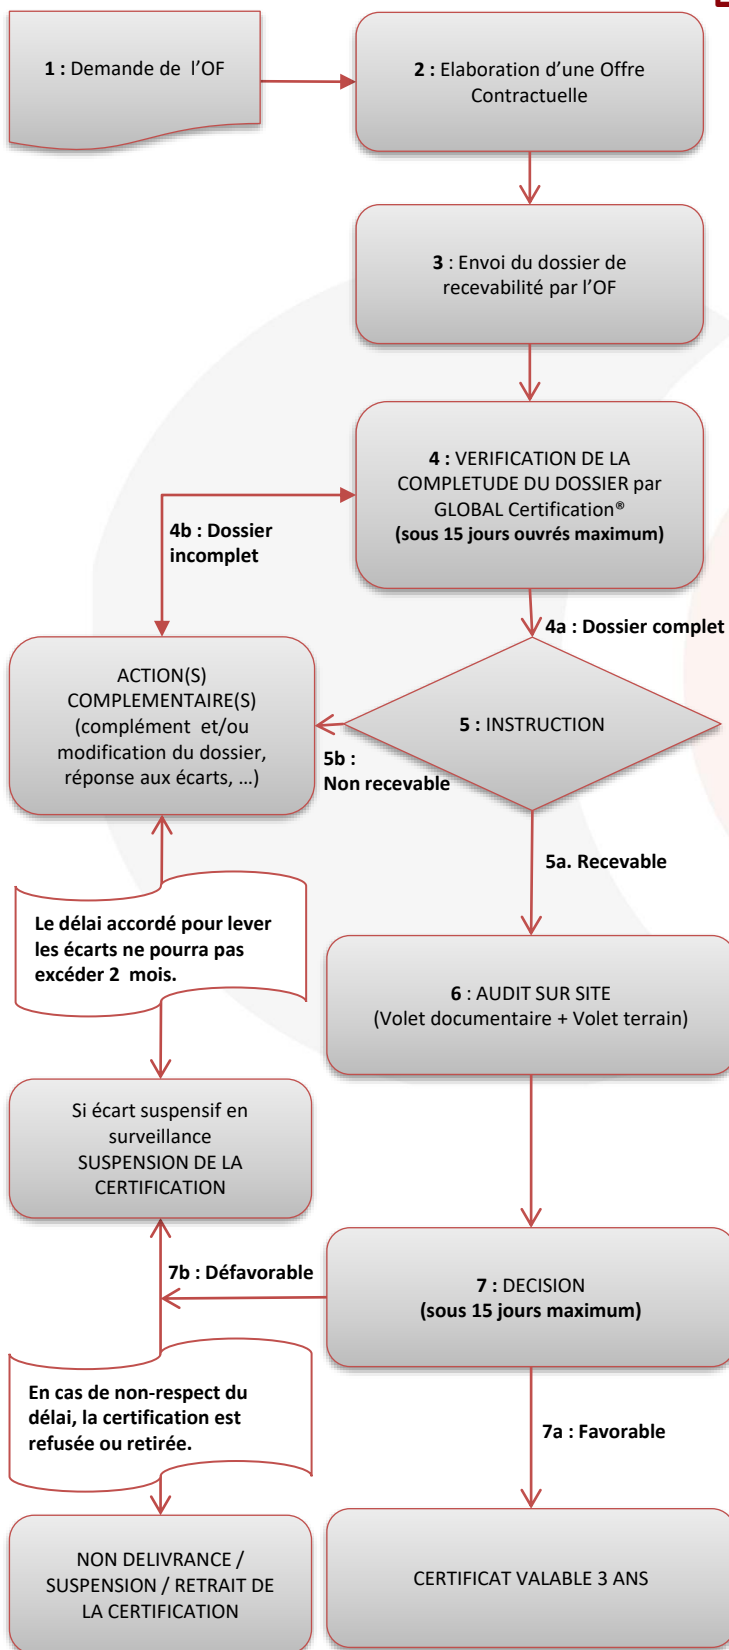 1 : Demande de l’OF
2 : Elaboration d’une Offre
Contractuelle
3 : Envoi du dossier de
recevabilité par l’OF
4 : VERIFICATION DE LA
COMPLETUDE DU DOSSIER par
GLOBAL Certification®
(sous 15 jours ouvrés maximum)
4b : Dossier
incomplet
4a : Dossier complet
ACTION(S)
COMPLEMENTAIRE(S)
(complément et/ou
modification du dossier,
réponse aux écarts, …)
5 : INSTRUCTION
5b :
Non recevable
5a. Recevable
Le délai accordé pour lever
les écarts ne pourra pas
excéder 2 mois.
6 : AUDIT SUR SITE
(Volet documentaire + Volet terrain)
Si écart suspensif en
surveillance
SUSPENSION DE LA
CERTIFICATION
7b : Défavorable
7 : DECISION
(sous 15 jours maximum)
En cas de non-respect du
délai, la certification est
refusée ou retirée.
7a : Favorable
NON DELIVRANCE /
SUSPENSION / RETRAIT DE
LA CERTIFICATION
CERTIFICAT VALABLE 3 ANS